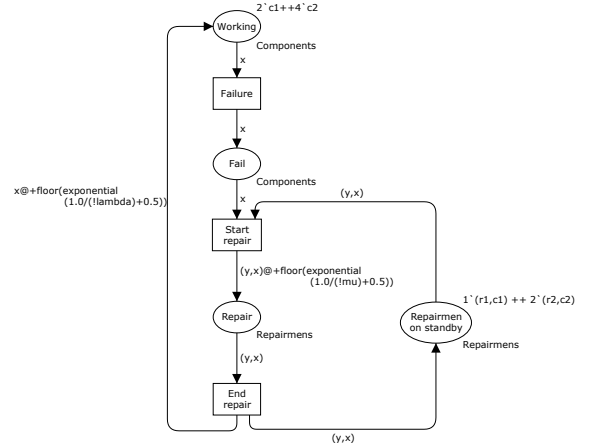 2`c1++4`c2
Working
Components
x
Failure
x
Fail
Components
x
(y,x)
x@+floor(exponential
(1.0/(!lambda)+0.5))
Start
repair
(y,x)@+floor(exponential
(1.0/(!mu)+0.5))
1`(r1,c1) ++ 2`(r2,c2)
Repair
Repairmen
on standby
Repairmens
Repairmens
(y,x)
End
repair
(y,x)